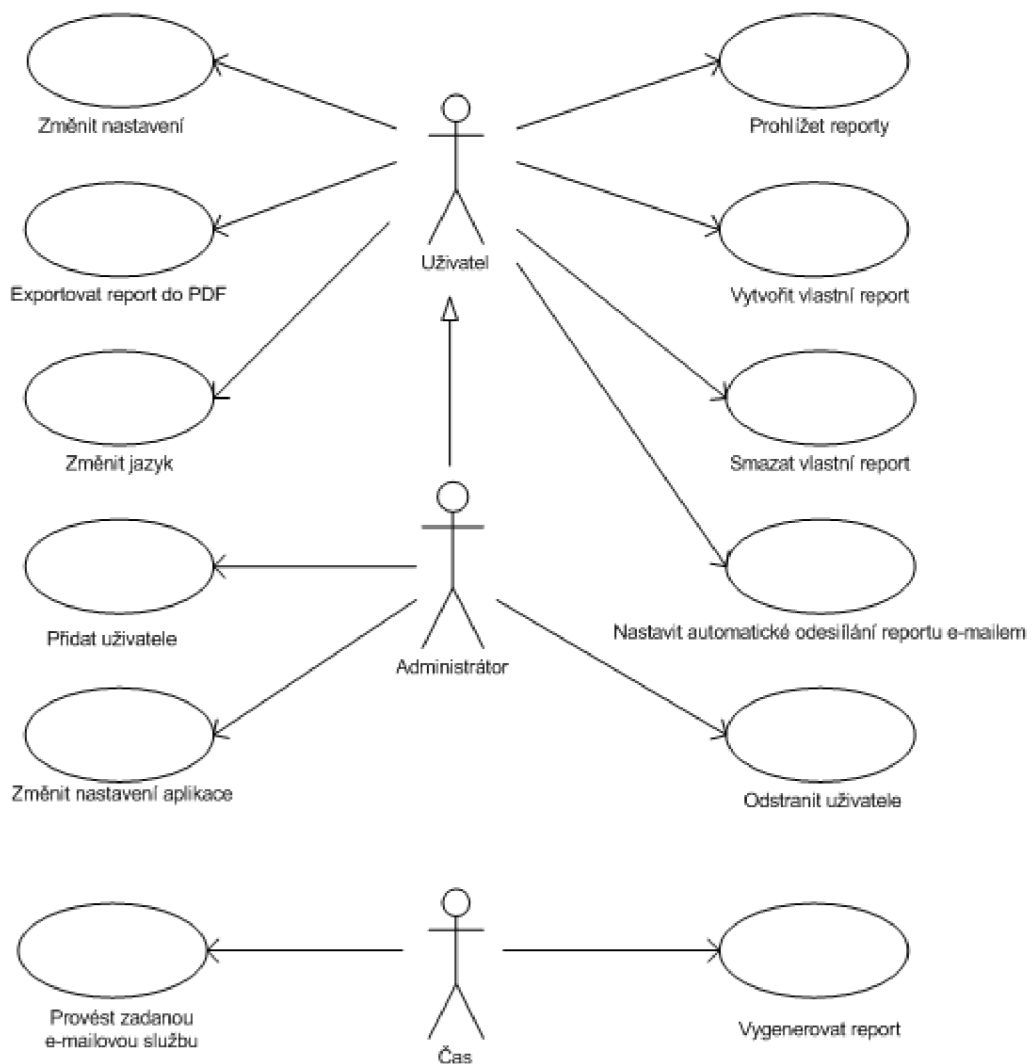 Změnit nastavení
Prohlížet reporty
Uživatel
Exportovat report do PDF
Vytvořit vlastní report
Změnit jazyk
Smazat vlastní report
Přidat uživatele
Nastavit automatické odesílání reportu e-mailem
Administrátor
Změnit nastavení aplikace
Odstranit uživatele
Provést zadanou
e-mailovou službu
Vygenerovat report
Čas